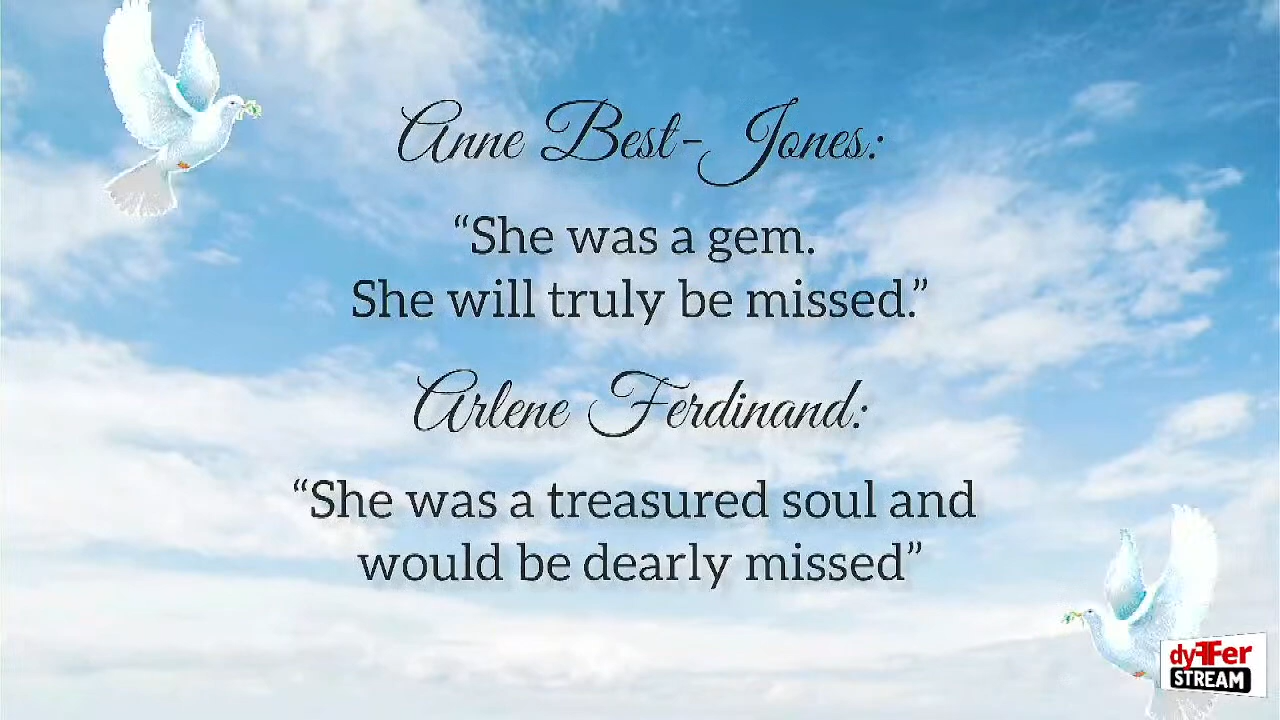 Anne Best-Jones:
“She was a gem.
She will truly be missed.”
Arlene Ferdinand:
“She was a treasured soul and
would be dearly missed”
dyFFer
STREAM